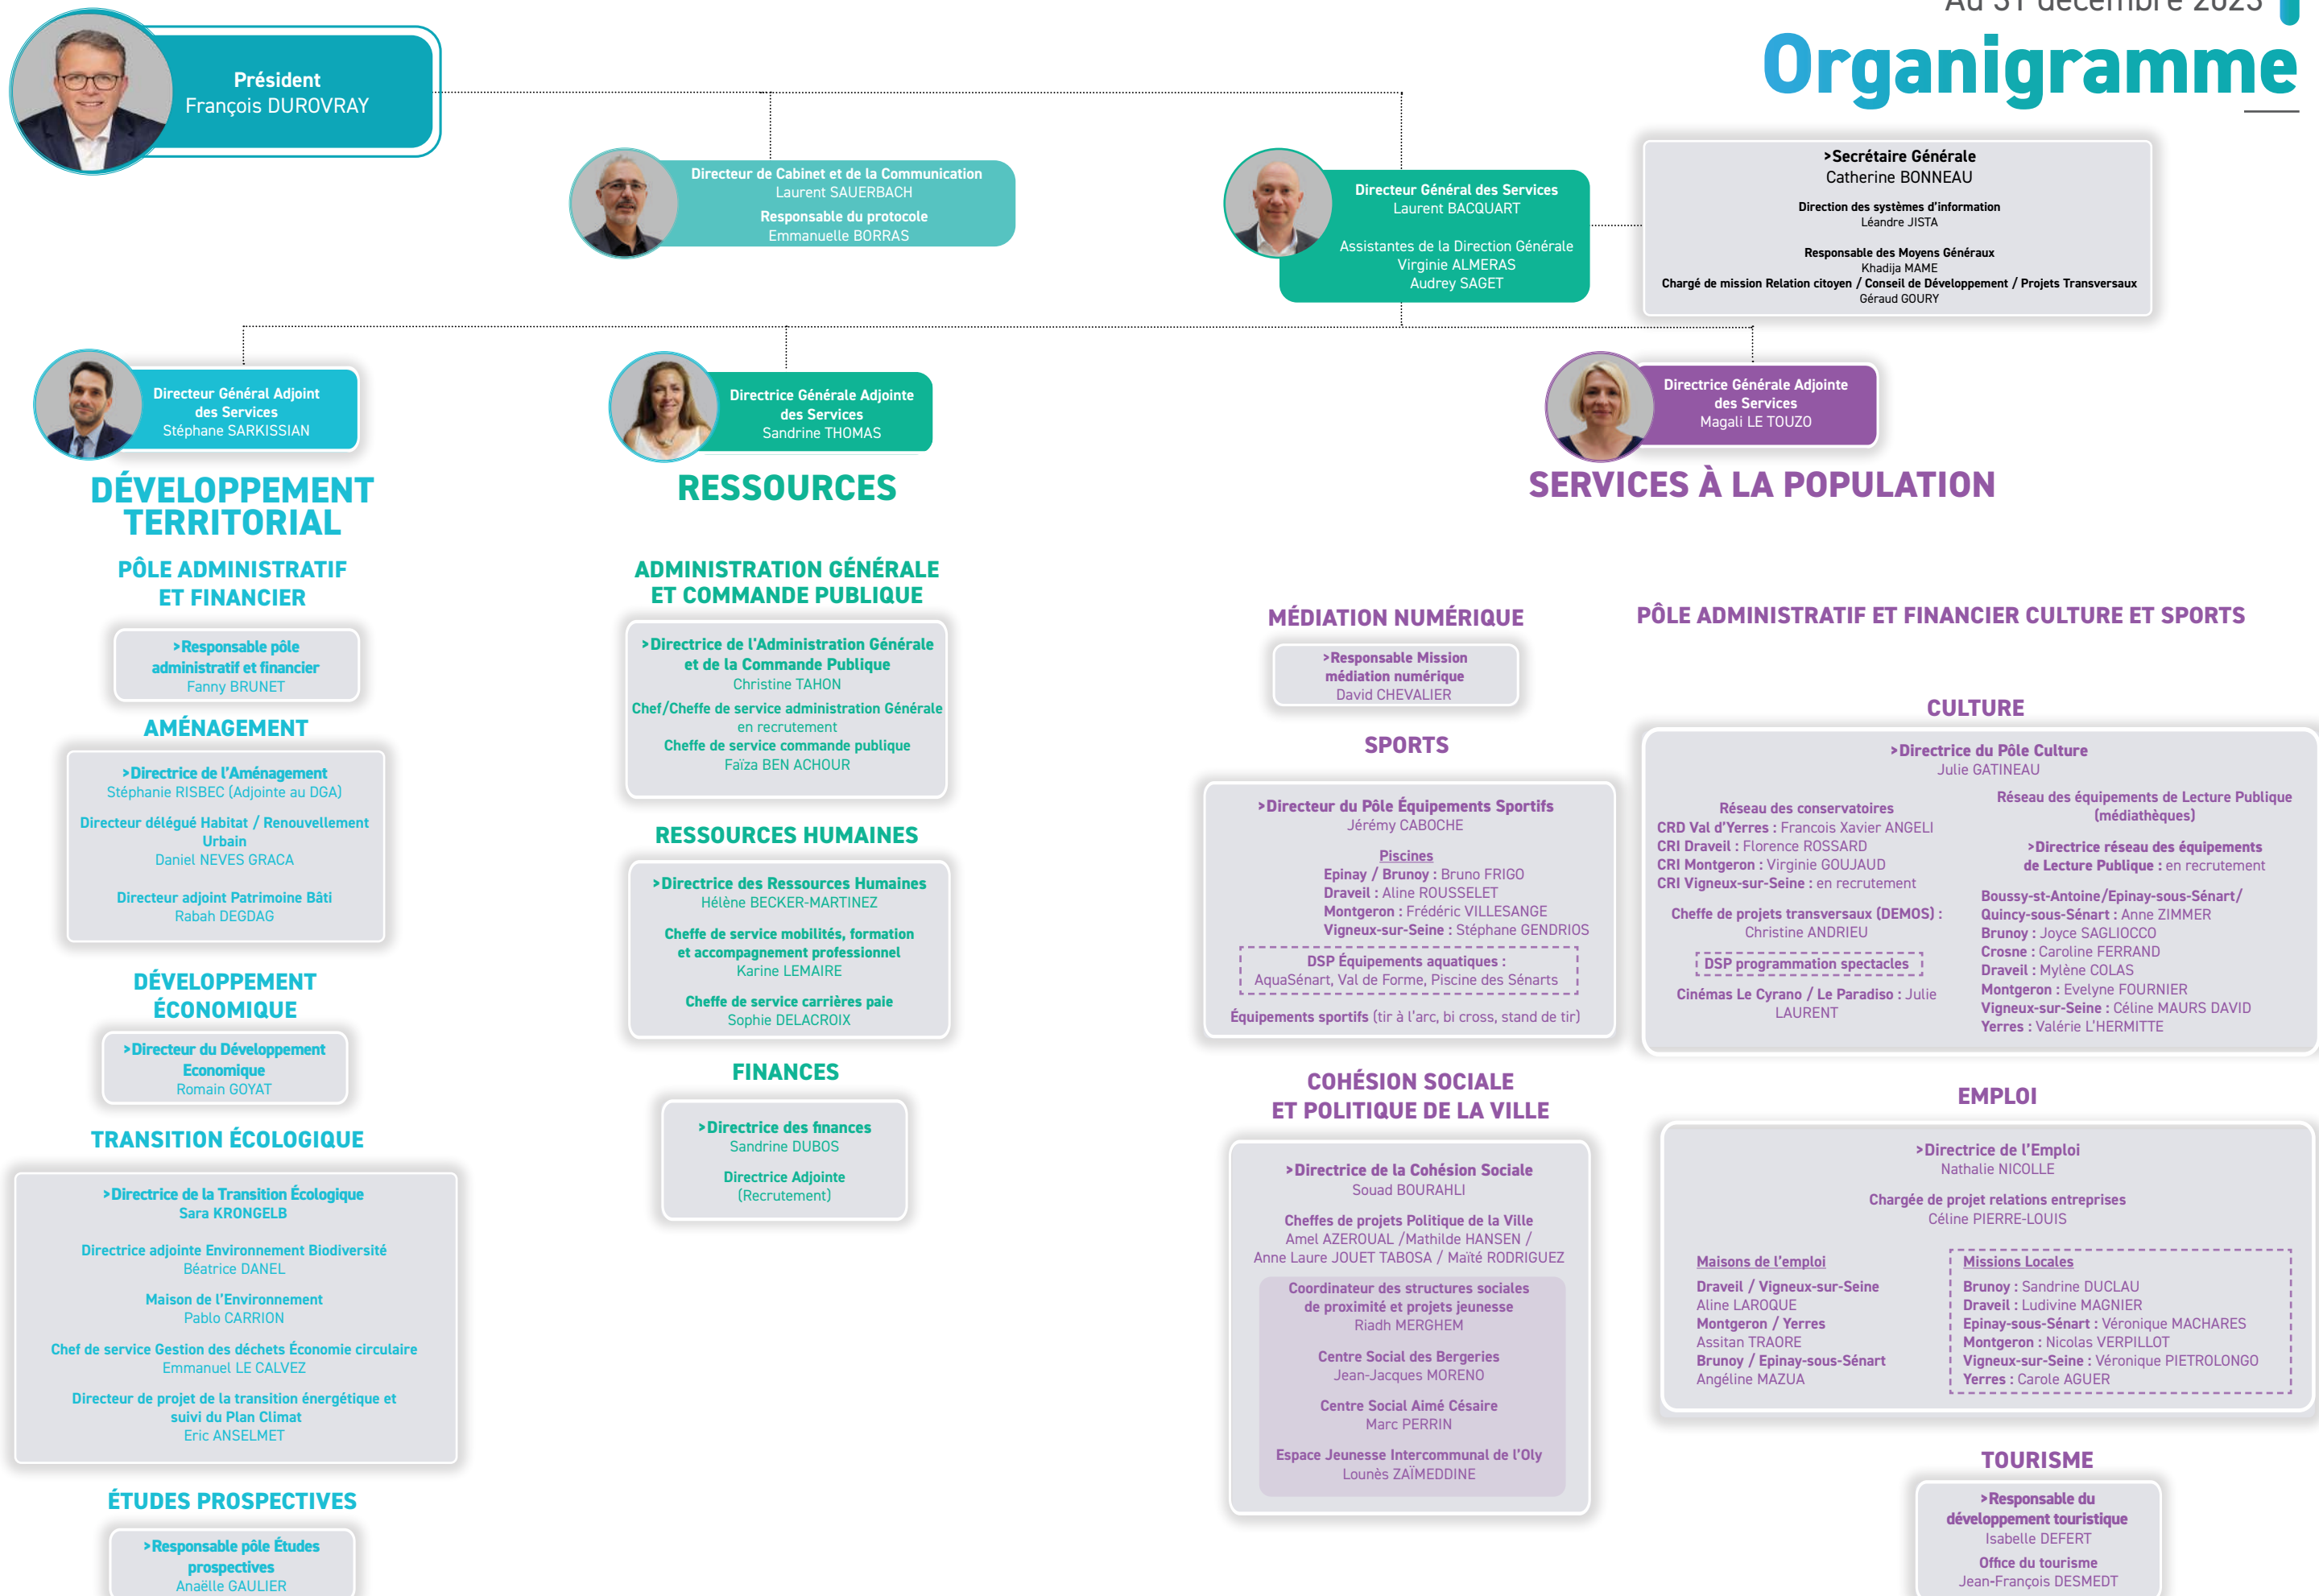 Au 31 décembre 2023
Organigramme
Président
François DUROVRAY
Directeur de Cabinet et de la Communication
Laurent SAUERBACH
Responsable du protocole
Emmanuelle BORRAS
Directeur Général des Services
Laurent BACQUART
Assistantes de la Direction Générale
Virginie ALMERAS
Audrey SAGET
>Secrétaire Générale
Catherine BONNEAU
Direction des systèmes d'information
Léandre JISTA
Responsable des Moyens Généraux
Khadija MAME
Chargé de mission Relation citoyen / Conseil de Développement / Projets Transversaux
Géraud GOURY
Directeur Général Adjoint
des Services
Stéphane SARKISSIAN
DÉVELOPPEMENT
TERRITORIAL
PÔLE ADMINISTRATIF
ET FINANCIER
>Responsable pôle
administratif et financier
Fanny BRUNET
AMÉNAGEMENT
>Directrice de l'Aménagement
Stéphanie RISBEC (Adjointe au DGA)
Directeur délégué Habitat / Renouvellement
Urbain
Daniel NEVES GRACA
Directeur adjoint Patrimoine Bâti
Rabah DEGDAG
DÉVELOPPEMENT
ÉCONOMIQUE
>Directeur du Développement
Economique
Romain GOYAT
TRANSITION ÉCOLOGIQUE
>Directrice de la Transition Écologique
Sara KRONGELB
Directrice adjointe Environnement Biodiversité
Béatrice DANEL
Maison de l'Environnement
Pablo CARRION
Chef de service Gestion des déchets Économie circulaire
Emmanuel LE CALVEZ
Directeur de projet de la transition énergétique et
suivi du Plan Climat
Eric ANSELMET
ÉTUDES PROSPECTIVES
>Responsable pôle Études
prospectives
Anaëlle GAULIER
Directrice Générale Adjointe
des Services
Sandrine THOMAS
RESSOURCES
ADMINISTRATION GÉNÉRALE
ET COMMANDE PUBLIQUE
>Directrice de l'Administration Générale
et de la Commande Publique
Christine TAHON
Chef/Cheffe de service administration Générale
en recrutement
Cheffe de service commande publique
Faïza BEN ACHOUR
RESSOURCES HUMAINES
>Directrice des Ressources Humaines
Hélène BECKER-MARTINEZ
Cheffe de service mobilités, formation
et accompagnement professionnel
Karine LEMAIRE
Cheffe de service carrières paie
Sophie DELACROIX
FINANCES
>Directrice des finances
Sandrine DUBOS
Directrice Adjointe
(Recrutement)
Directrice Générale Adjointe
des Services
Magali LE TOUZO
SERVICES À LA POPULATION
MÉDIATION NUMÉRIQUE
>Responsable Mission
médiation numérique
David CHEVALIER
SPORTS
>Directeur du Pôle Équipements Sportifs
Jérémy CABOCHE
Piscines
Epinay / Brunoy : Bruno FRIGO
Draveil : Aline ROUSSELET
Montgeron : Frédéric VILLESANGE
Vigneux-sur-Seine : Stéphane GENDRIOS
DSP Équipements aquatiques :
AquaSénart, Val de Forme, Piscine des Sénarts
Équipements sportifs (tir à l'arc, bi cross, stand de tir)
COHÉSION SOCIALE
ET POLITIQUE DE LA VILLE
>Directrice de la Cohésion Sociale
Souad BOURAHLI
Cheffes de projets Politique de la Ville
Amel AZEROUAL /Mathilde HANSEN /
Anne Laure JOUET TABOSA / Maïté RODRIGUEZ
Coordinateur des structures sociales
de proximité et projets jeunesse
Riadh MERGHEM
Centre Social des Bergeries
Jean-Jacques MORENO
Centre Social Aimé Césaire
Marc PERRIN
Espace Jeunesse Intercommunal de l'Oly
Lounès ZAÏMEDDINE
PÔLE ADMINISTRATIF ET FINANCIER CULTURE ET SPORTS
CULTURE
>Directrice du Pôle Culture
Julie GATINEAU
Réseau des conservatoires
CRD Val d'Yerres : Francois Xavier ANGELI
CRI Draveil : Florence ROSSARD
CRI Montgeron : Virginie GOUJAUD
CRI Vigneux-sur-Seine : en recrutement
Cheffe de projets transversaux (DEMOS) :
Christine ANDRIEU
DSP programmation spectacles
Cinémas Le Cyrano / Le Paradiso : Julie
LAURENT
Réseau des équipements de Lecture Publique
(médiathèques)
>Directrice réseau des équipements
de Lecture Publique : en recrutement
Boussy-st-Antoine/Epinay-sous-Sénart/
Quincy-sous-Sénart : Anne ZIMMER
Brunoy : Joyce SAGLIOCCO
Crosne : Caroline FERRAND
Draveil : Mylène COLAS
Montgeron : Evelyne FOURNIER
Vigneux-sur-Seine : Céline MAURS DAVID
Yerres : Valérie L'HERMITTE
EMPLOI
>Directrice de l'Emploi
Nathalie NICOLLE
Chargée de projet relations entreprises
Céline PIERRE-LOUIS
Maisons de l'emploi
Draveil / Vigneux-sur-Seine
Aline LAROQUE
Montgeron / Yerres
Assitan TRAORE
Brunoy / Epinay-sous-Sénart
Angéline MAZUA
Missions Locales
Brunoy : Sandrine DUCLAU
Draveil : Ludivine MAGNIER
Epinay-sous-Sénart : Véronique MACHARES
Montgeron : Nicolas VERPILLOT
Vigneux-sur-Seine : Véronique PIETROLONGO
Yerres : Carole AGUER
TOURISME
>Responsable du
développement touristique
Isabelle DEFERT
Office du tourisme
Jean-François DESMEDT